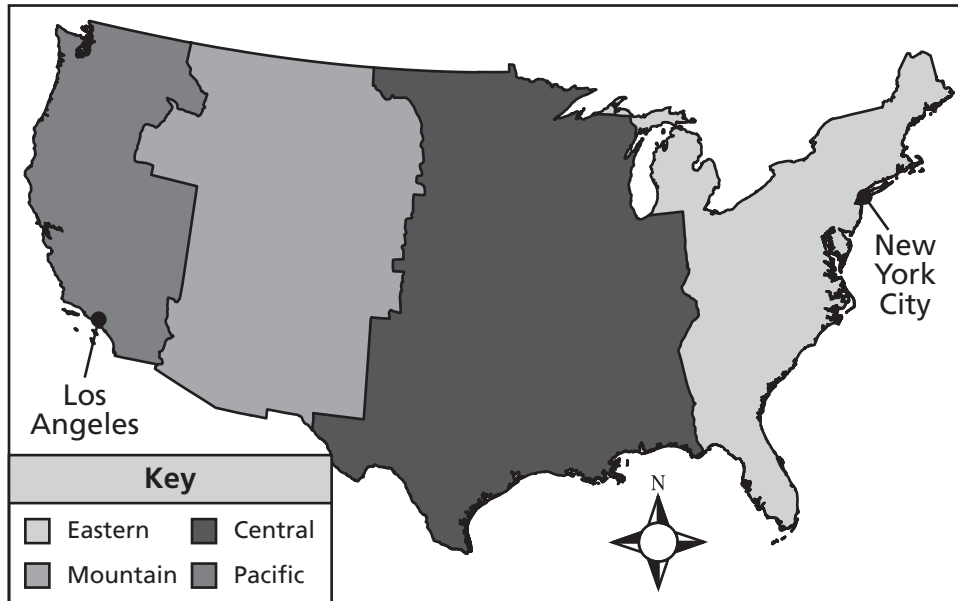 New
York
City
Los
Angeles
Key
Eastern
Central
Mountain
Pacific
N